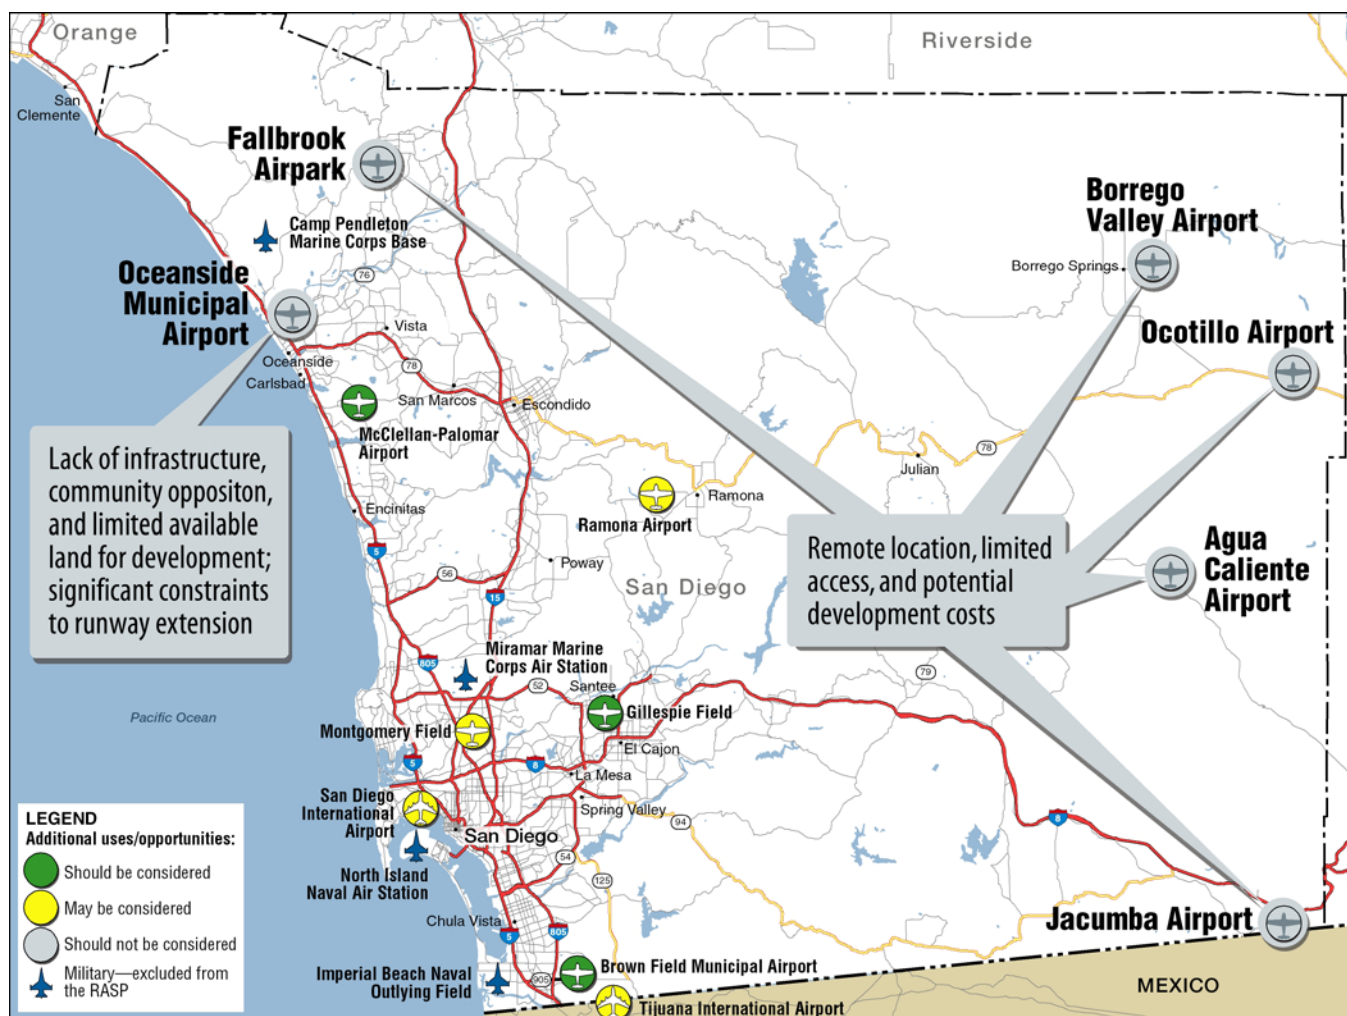 Orange
Riverside
San
Clemente
Fallbrook
Airpark
Camp Pendleton
Marine Corps Base
Borrego
Valley Airport
Borrego Springs
Oceanside
Municipal
Airport
76
Ocotillo Airport
Vista
Oceanside
Carlsbad
78
San Marcos
Escondido
McClellan-Palomar
Airport
78
Julian
Lack of infrastructure,
community oppositon,
and limited available
land for development;
significant constraints
to runway extension
Encinitas
Ramona
Ramona Airport
5
56
Poway
15
San Diego
Remote location, limited
access, and potential
development costs
Agua
Caliente
Airport
805
Miramar Marine
Corps Air Station
52
Santee
79
Pacific Ocean
Montgomery Field
Gillespie Field
El Cajon
5
8
La Mesa
San Diego
International
Airport
Spring Valley
94
8
San Diego
54
125
North Island
Naval Air Station
Chula Vista
5
805
Jacumba Airport
Imperial Beach Naval
Outlying Field
905
Brown Field Municipal Airport
Tijuana International Airport
MEXICO
LEGEND
Additional uses/opportunities:
Should be considered
May be considered
Should not be considered
Military—excluded from
the RASP